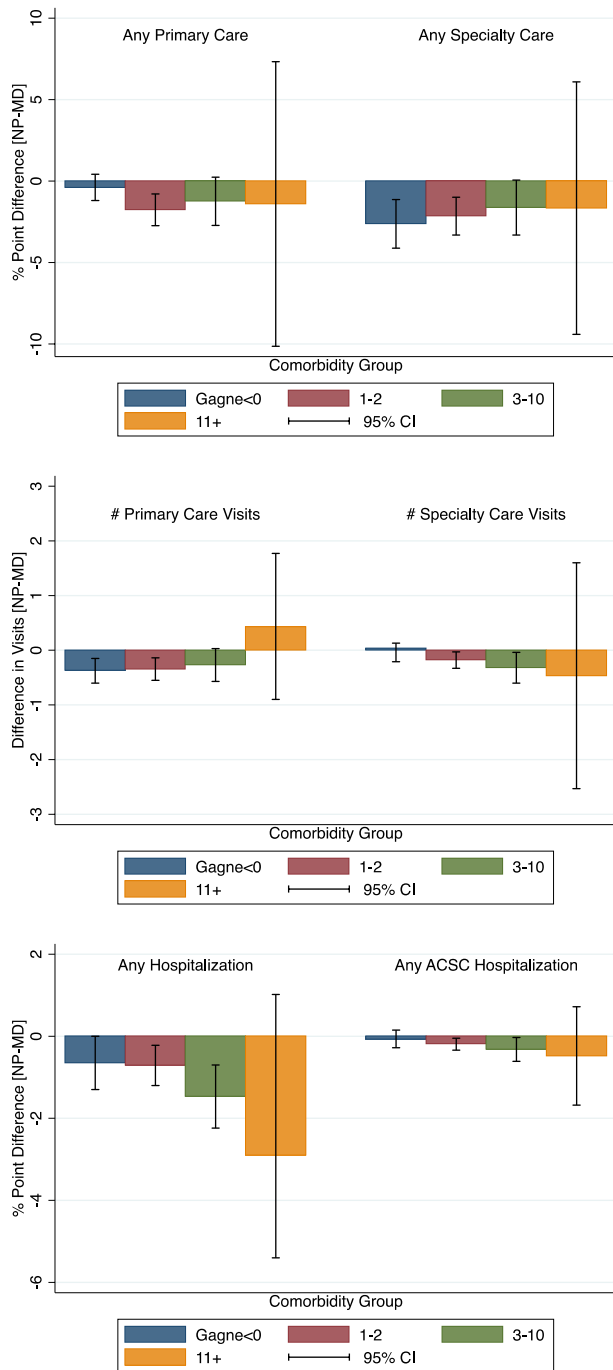 10
Any Primary Care
Any Specialty Care
5
0
-5
-10
% Point Difference [NP-MD]
Comorbidity Group
Gagne<0 1-2 3-10
11+ 95% CI
3
# Primary Care Visits
# Specialty Care Visits
2
1
0
-1
-2
-3
Difference in Visits [NP-MD]
Comorbidity Group
Gagne<0 1-2 3-10
11+ 95% CI
2
Any Hospitalization
Any ACSC Hospitalization
0
-2
-4
-6
% Point Difference [NP-MD]
Comorbidity Group
Gagne<0 1-2 3-10
11+ 95% CI